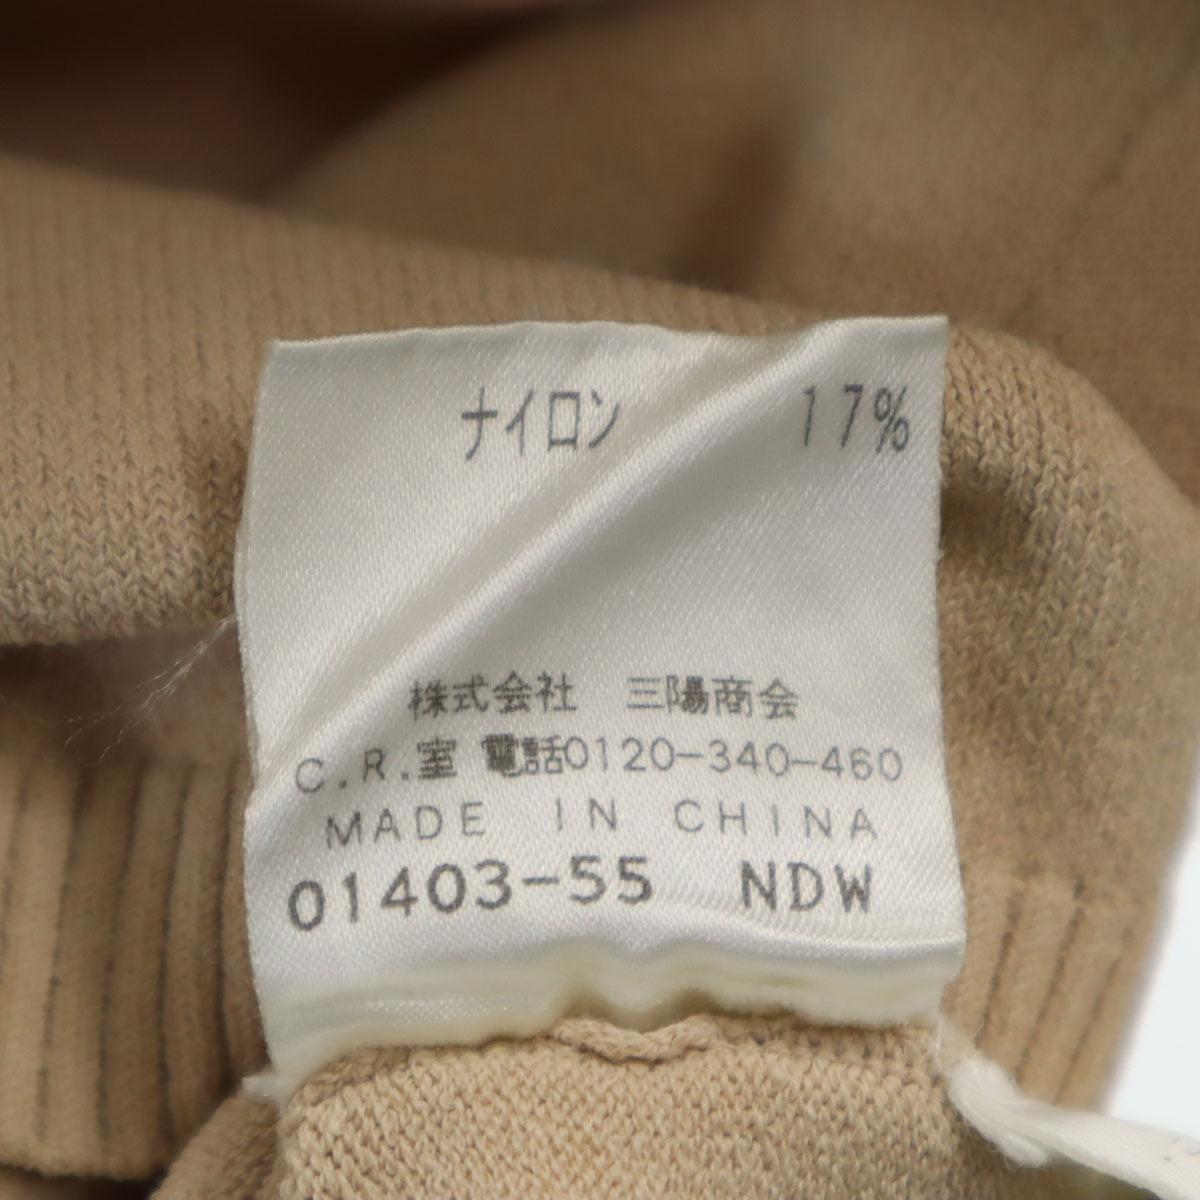 ナイロン 17%
株式会社 三陽商会
C.R.室 電話0120-340-460
MADE IN CHINA
01403-55 NDW